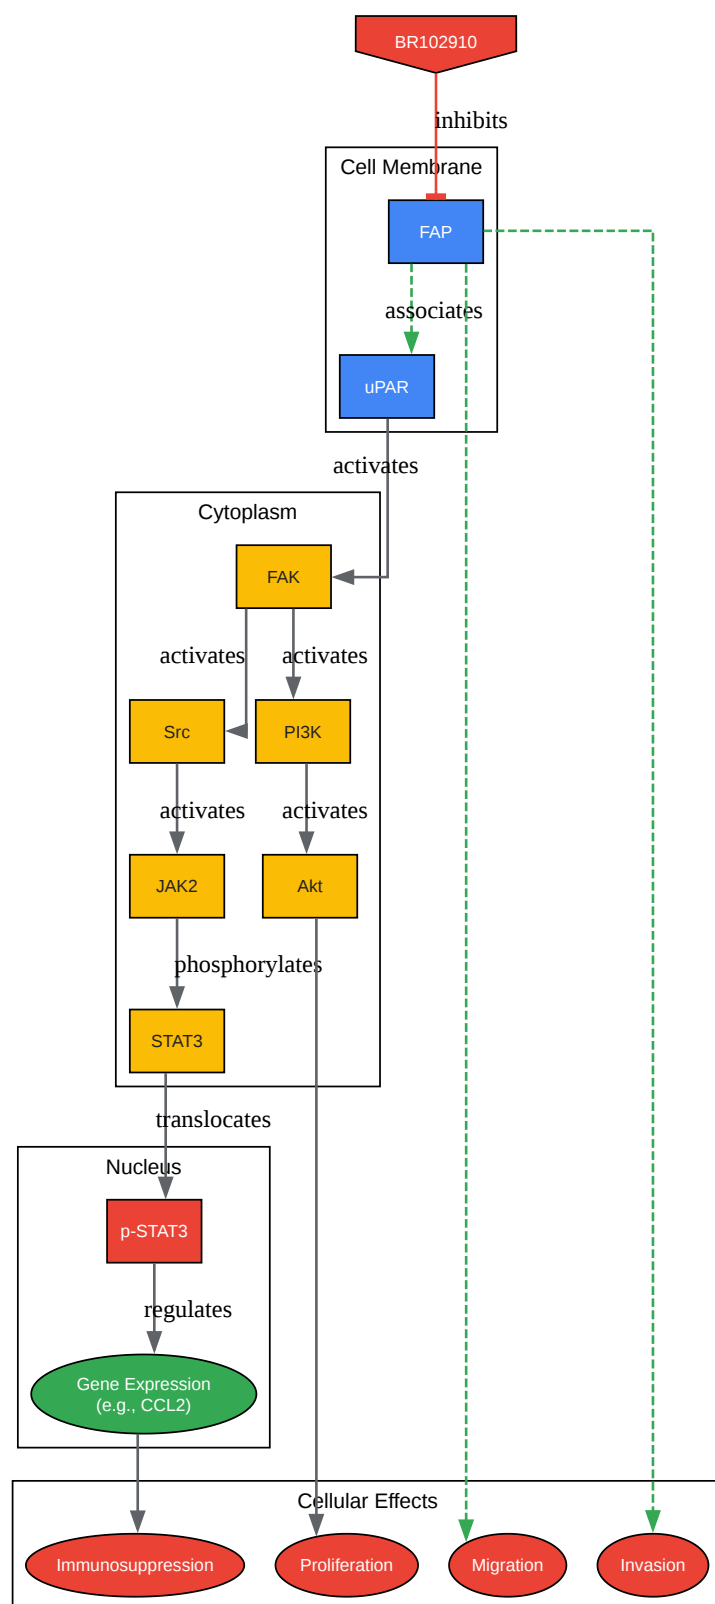 BR102910
inhibits
Cell Membrane
FAP
associates
uPAR
activates
Cytoplasm
FAK
activates
activates
Src
PI3K
activates
activates
JAK2
Akt
phosphorylates
STAT3
translocates
Nucleus
p-STAT3
regulates
Gene Expression
(e.g., CCL2)
Cellular Effects
Immunosuppression
Proliferation
Migration
Invasion